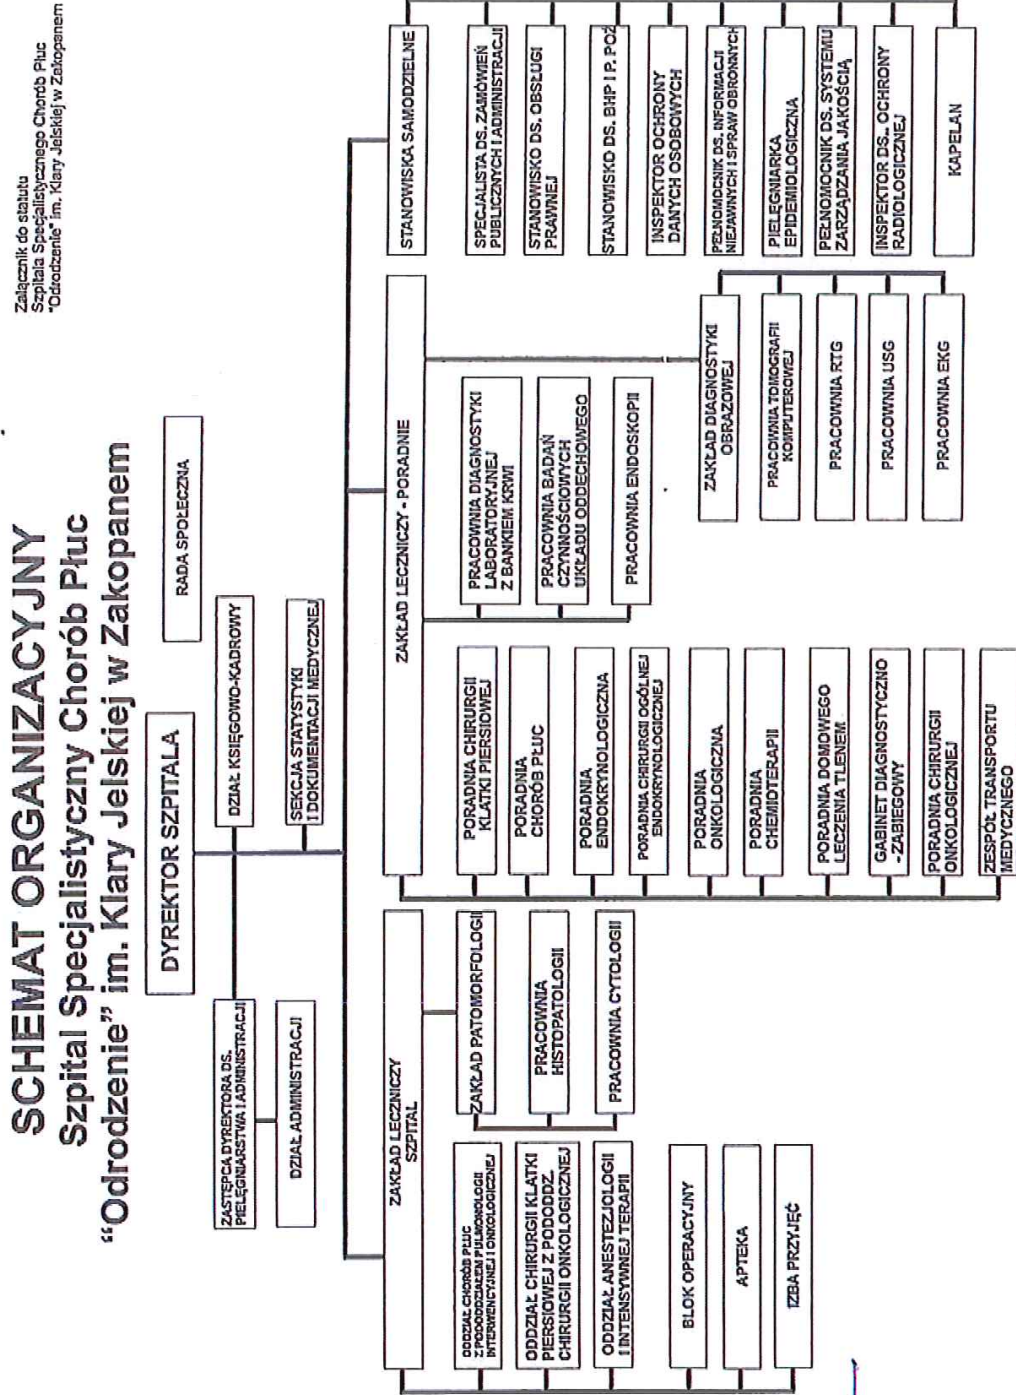 Załącznik do statutu
Szpitala Specjalistycznego Chorób Płuc
"Odrodzenie" im. Klary Jelskiej w Zakopanem
SCHEMAT ORGANIZACYJNY
Szpital Specjalistyczny Chorób Płuc
“Odrodzenie” im. Klary Jelskiej w Zakopanem
DYREKTOR SZPITALA
RADA SPOŁECZNA
ZASTĘPCA DYREKTORA DS.
PIELĘGNIARSTWA I ADMINISTRACJI
DZIAŁ ADMINISTRACJI
DZIAŁ KSIĘGOWO-KADROWY
SEKCJA STATYSTYKI
I DOKUMENTACJI MEDYCZNEJ
ZAKŁAD LECZNICZY
SZPITAL
ODDZIAŁ CHORÓB PŁUC
Z PODODDZIAŁEM PULMONOLOGII
INTERWENCYJNEJ I ONKOLOGICZNEJ
ODDZIAŁ CHIRURGII KLATKI
PIERSIOWEJ Z PODODDZ.
CHIRURGII ONKOLOGICZNEJ
ODDZIAŁ ANESTEZJOLOGII
I INTENSYWNEJ TERAPII
BLOK OPERACYJNY
APTEKA
IZBA PRZYJĘĆ
ZAKŁAD PATOMORFOLOGII
PRACOWNIA
HISTOPATOLOGII
PRACOWNIA CYTOLOGII
ZAKŁAD LECZNICZY - PORADNIE
PORADNIA CHIRURGII
KLATKI PIERSIOWEJ
PORADNIA
CHORÓB PŁUC
PORADNIA
ENDOKRYNOLOGICZNA
PORADNIA CHIRURGII OGÓLNEJ
ENDOKRYNOLOGICZNEJ
PORADNIA
ONKOLOGICZNA
PORADNIA
CHEMIOTERAPII
PORADNIA DOMOWEGO
LECZENIA TLENEM
GABINET DIAGNOSTYCZNO
-ZABIEGOWY
PORADNIA CHIRURGII
ONKOLOGICZNEJ
ZESPÓŁ TRANSPORTU
MEDYCZNEGO
PRACOWNIA DIAGNOSTYKI
LABORATORYJNEJ
Z BANKIEM KRWI
PRACOWNIA BADAŃ
CZYNNOŚCIOWYCH
UKŁADU ODDECHOWEGO
PRACOWNIA ENDOSKOPII
ZAKŁAD DIAGNOSTYKI
OBRAZOWEJ
PRACOWNIA TOMOGRAFII
KOMPUTEROWEJ
PRACOWNIA RTG
PRACOWNIA USG
PRACOWNIA EKG
STANOWISKA SAMODZIELNE
SPECJALISTA DS. ZAMÓWIEŃ
PUBLICZNYCH I ADMINISTRACJI
STANOWISKO DS. OBSŁUGI
PRAWNEJ
STANOWISKO DS. BHP I P. POŻ
INSPEKTOR OCHRONY
DANYCH OSOBOWYCH
PEŁNOMOCNIK DS. INFORMACJI
NIEJAWNYCH I SPRAW OBRONNYCH
PIELĘGNIARKA
EPIDEMIOLOGICZNA
PEŁNOMOCNIK DS. SYSTEMU
ZARZĄDZANIA JAKOŚCIĄ
INSPEKTOR DS.. OCHRONY
RADIOLOGICZNEJ
KAPELAN